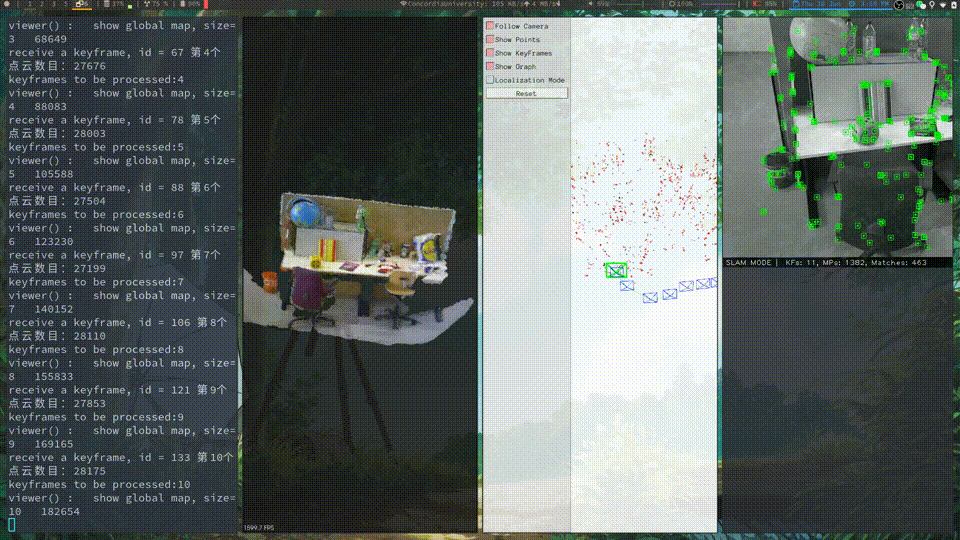 ConcordiaUniversity: 105 KB/s 4 MB/s
viewer() :   show global map, size=
3   68649
receive a keyframe, id = 67 第4个
点云数目：27676
keyframes to be processed:4
viewer() :   show global map, size=
4   88083
receive a keyframe, id = 78 第5个
点云数目：28003
keyframes to be processed:5
viewer() :   show global map, size=
5   105588
receive a keyframe, id = 88 第6个
点云数目：27504
keyframes to be processed:6
viewer() :   show global map, size=
6   123230
receive a keyframe, id = 97 第7个
点云数目：27199
keyframes to be processed:7
viewer() :   show global map, size=
7   140152
receive a keyframe, id = 106 第8个
点云数目：28110
keyframes to be processed:8
viewer() :   show global map, size=
8   155833
receive a keyframe, id = 121 第9个
点云数目：27853
keyframes to be processed:9
viewer() :   show global map, size=
9   169165
receive a keyframe, id = 133 第10个
点云数目：28175
keyframes to be processed:10
viewer() :   show global map, size=
10   182654
1599.7 FPS
Follow Camera
Show Points
Show KeyFrames
Show Graph
Localization Mode
Reset
SLAM MODE |  KFs: 11, MPs: 1382, Matches: 463